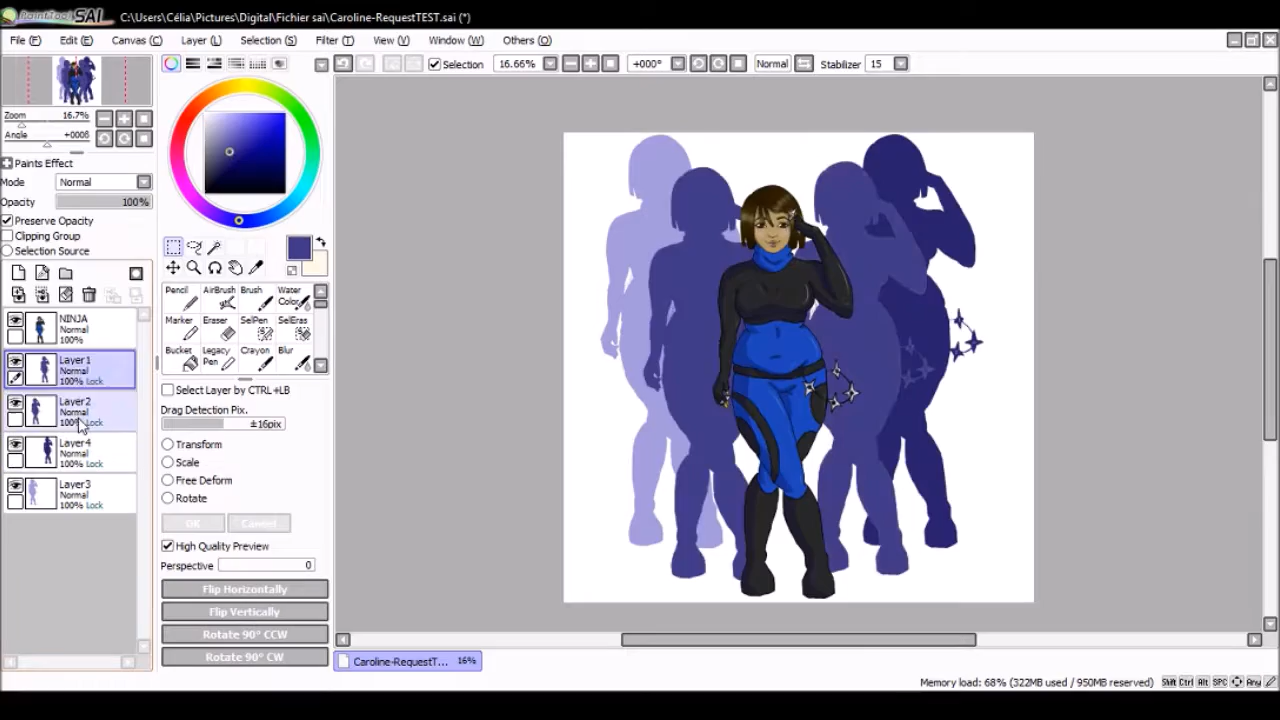 PaintTool SAI C:\Users\Célia\Pictures\Digital\Fichier sai\Caroline-RequestTEST.sai (*)
File (F) Edit (E) Canvas (C) Layer (L) Selection (S) Filter (T) View (V) Window (W) Others (O)
Selection 16.66% +000° Normal Stabilizer 15
Zoom 16.7%
Angle +000ß
Paints Effect
Mode Normal
Opacity 100%
Preserve Opacity
Clipping Group
Selection Source
NINJA
Normal
100%
Layer1
Normal
100% Lock
Layer2
Normal
100% Lock
Layer4
Normal
100% Lock
Layer3
Normal
100% Lock
Pencil AirBrush Brush Water Color
Marker Eraser SelPen SelEras
Bucket Legacy Pen Crayon Blur
Select Layer by CTRL+LB
Drag Detection Pix.
±16pix
Transform
Scale
Free Deform
Rotate
OK Cancel
High Quality Preview
Perspective 0
Flip Horizontally
Flip Vertically
Rotate 90° CCW
Rotate 90° CW
Caroline-RequestT... 16%
Memory load: 68% (322MB used / 950MB reserved) Shift Ctrl Alt SPC Any